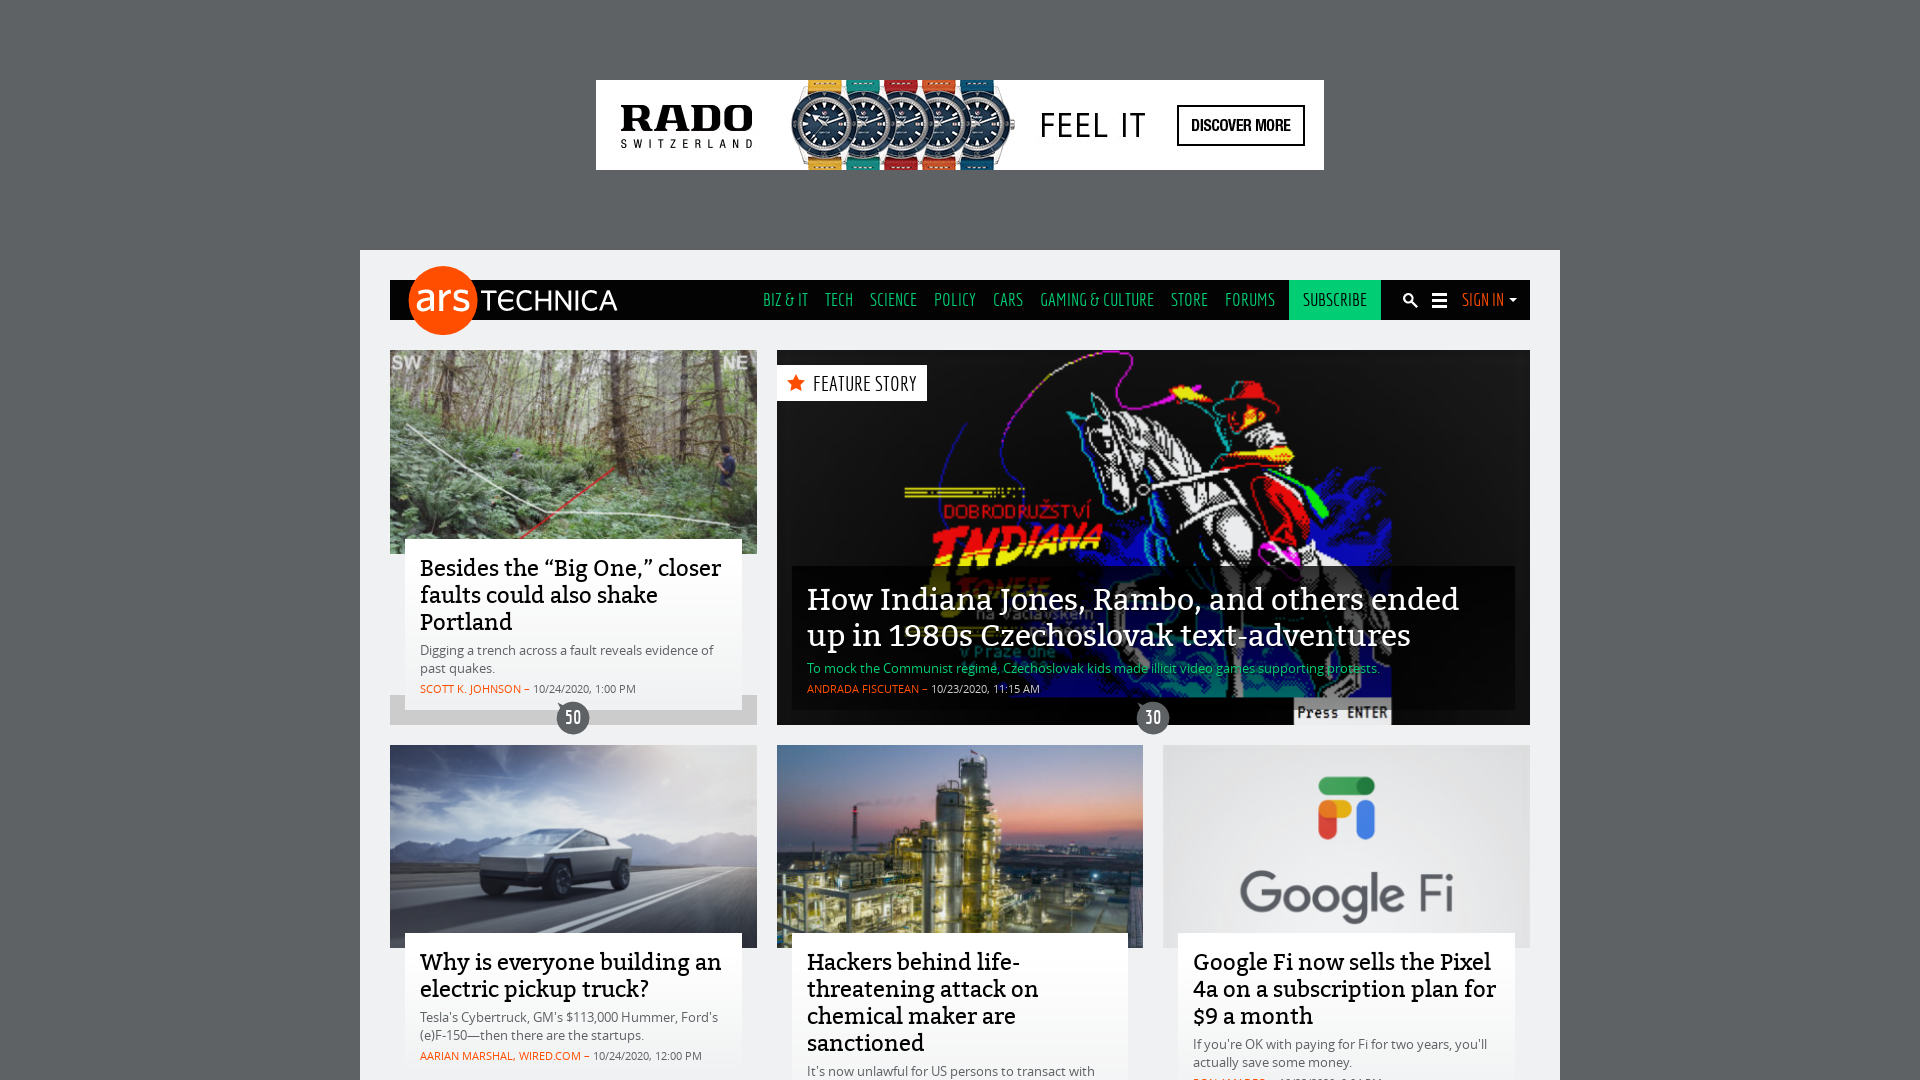 RADO
SWITZERLAND
FEEL IT
DISCOVER MORE
ars TECHNICA
BIZ & IT
TECH
SCIENCE
POLICY
CARS
GAMING & CULTURE
STORE
FORUMS
SUBSCRIBE
SIGN IN
SW
NE
Besides the “Big One,” closer
faults could also shake
Portland
Digging a trench across a fault reveals evidence of
past quakes.
SCOTT K. JOHNSON – 10/24/2020, 1:00 PM
50
FEATURE STORY
DOBRODRUŽSTVÍ
INDIANA
JONESE
na Václavském
v Praze dne
How Indiana Jones, Rambo, and others ended
up in 1980s Czechoslovak text-adventures
To mock the Communist regime, Czechoslovak kids made illicit video games supporting protests.
ANDRADA FISCUTEAN – 10/23/2020, 11:15 AM
Press ENTER
30
Why is everyone building an
electric pickup truck?
Tesla's Cybertruck, GM's $113,000 Hummer, Ford's
(e)F-150—then there are the startups.
AARIAN MARSHAL, WIRED.COM – 10/24/2020, 12:00 PM
Hackers behind life-
threatening attack on
chemical maker are
sanctioned
It's now unlawful for US persons to transact with
Google Fi
Google Fi now sells the Pixel
4a on a subscription plan for
$9 a month
If you're OK with paying for Fi for two years, you'll
actually save some money.